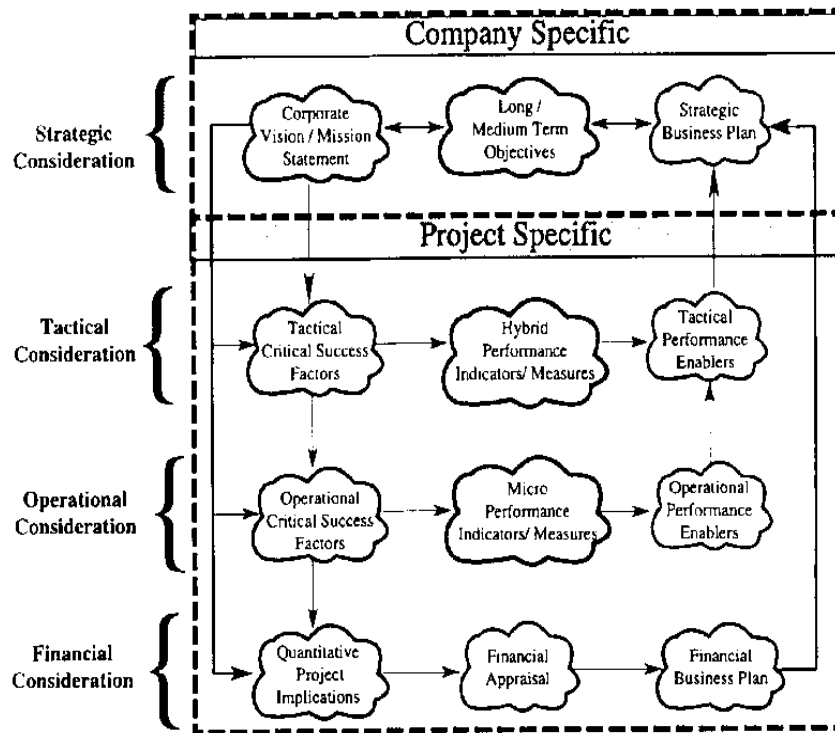 Company Specific
Strategic
Consideration
Corporate
Vision / Mission
Statement
Long /
Medium Term
Objectives
Strategic
Business Plan
Project Specific
Tactical
Consideration
Tactical
Critical Success
Factors
Hybrid
Performance
Indicators/ Measures
Tactical
Performance
Enablers
Operational
Consideration
Operational
Critical Success
Factors
Micro
Performance
Indicators/ Measures
Operational
Performance
Enablers
Financial
Consideration
Quantitative
Project
Implications
Financial
Appraisal
Financial
Business Plan